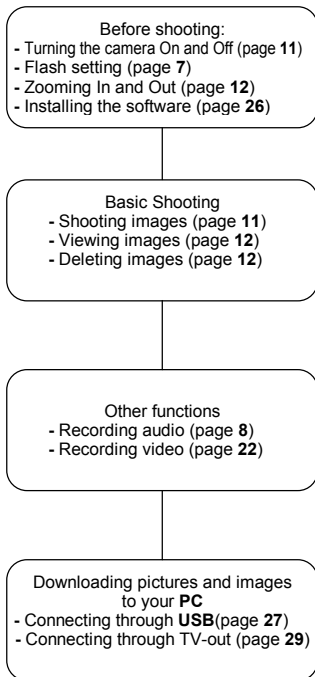 Before shooting:
- Turning the camera On and Off (page 11)
- Flash setting (page 7)
- Zooming In and Out (page 12)
- Installing the software (page 26)
Basic Shooting
- Shooting images (page 11)
- Viewing images (page 12)
- Deleting images (page 12)
Other functions
- Recording audio (page 8)
- Recording video (page 22)
Downloading pictures and images
to your PC
- Connecting through USB(page 27)
- Connecting through TV-out (page 29)